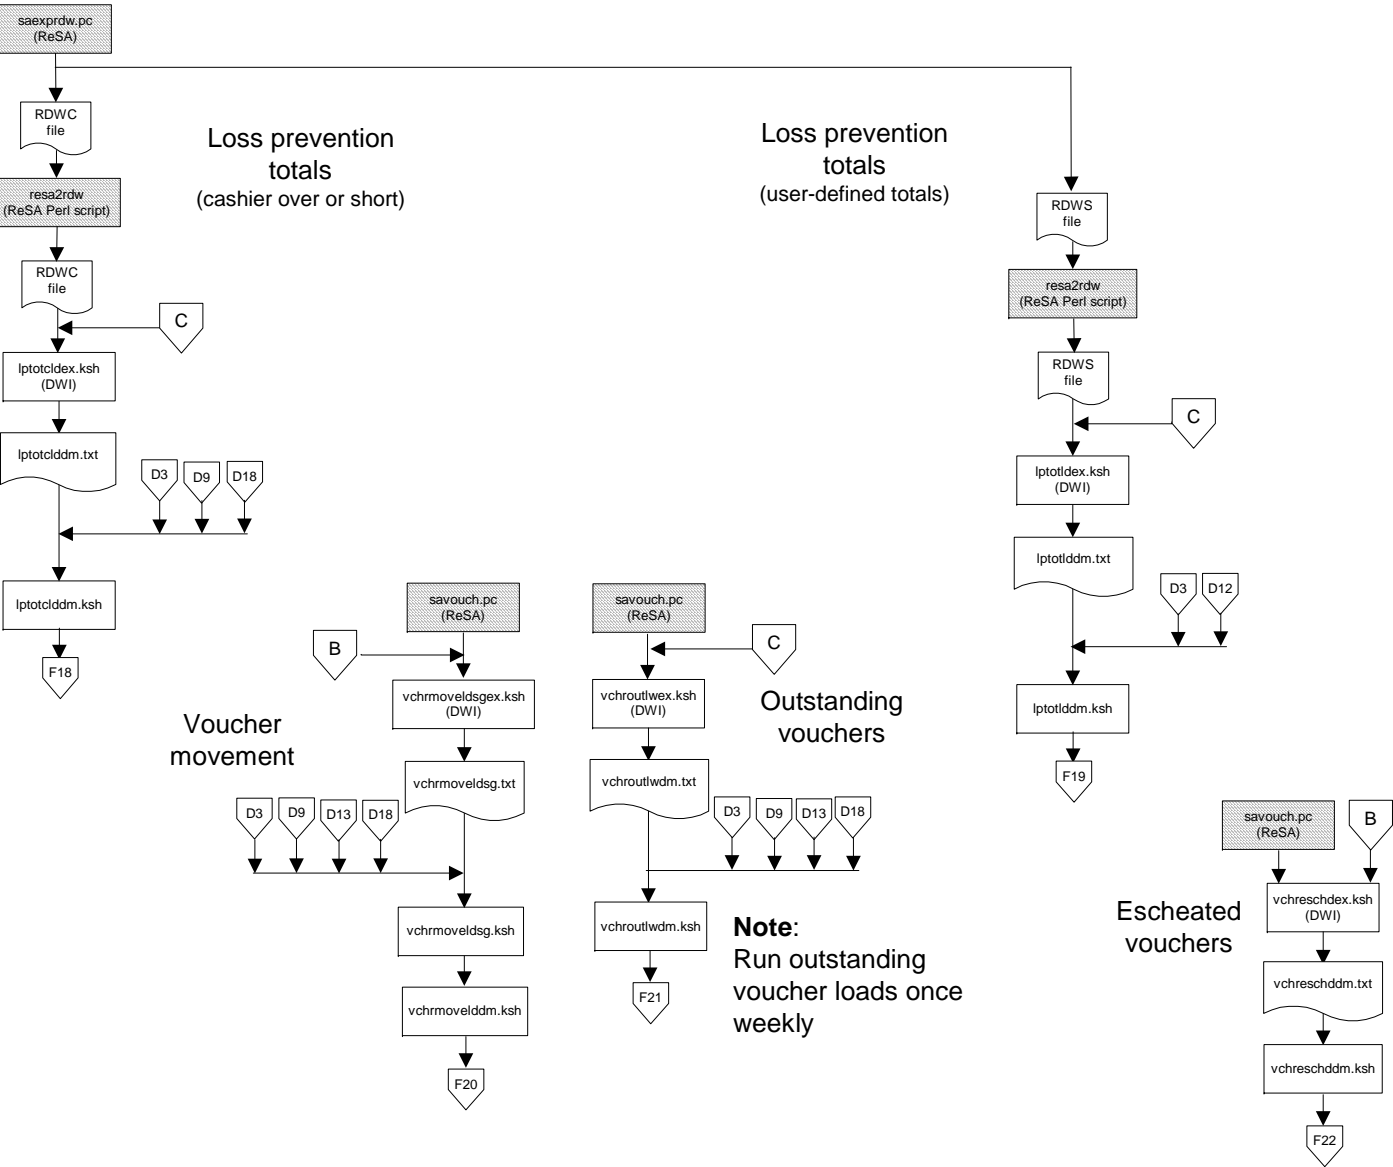 saexprdw.pc
(ReSA)
RDWC
file
resa2rdw
(ReSA Perl script)
RDWC
file
C
lptotcldex.ksh
(DWI)
lptotclddm.txt
D3
D9
D18
lptotclddm.ksh
F18
Loss prevention
totals
(cashier over or short)
Loss prevention
totals
(user-defined totals)
RDWS
file
resa2rdw
(ReSA Perl script)
RDWS
file
C
lptotldex.ksh
(DWI)
lptotlddm.txt
D3
D12
lptotlddm.ksh
F19
Voucher
movement
savouch.pc
(ReSA)
B
vchrmoveldsgex.ksh
(DWI)
vchrmoveldsg.txt
D3
D9
D13
D18
vchrmoveldsg.ksh
vchrmovelddm.ksh
F20
savouch.pc
(ReSA)
C
vchroutlwex.ksh
(DWI)
Outstanding
vouchers
vchroutlwdm.txt
D3
D9
D13
D18
vchroutlwdm.ksh
F21
Note:
Run outstanding
voucher loads once
weekly
Escheated
vouchers
savouch.pc
(ReSA)
B
vchreschdex.ksh
(DWI)
vchreschddm.txt
vchreschddm.ksh
F22